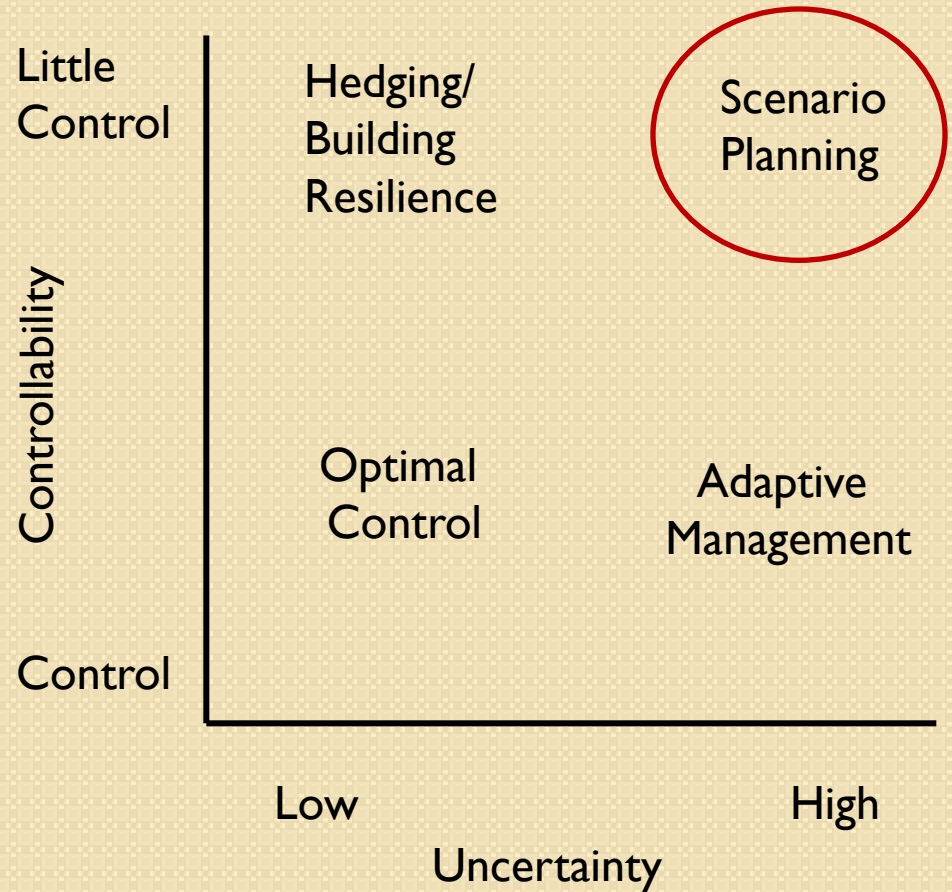 Little
Control
Hedging/
Building
Resilience
Scenario
Planning
Controllability
Optimal
Control
Adaptive
Management
Control
Low
High
Uncertainty